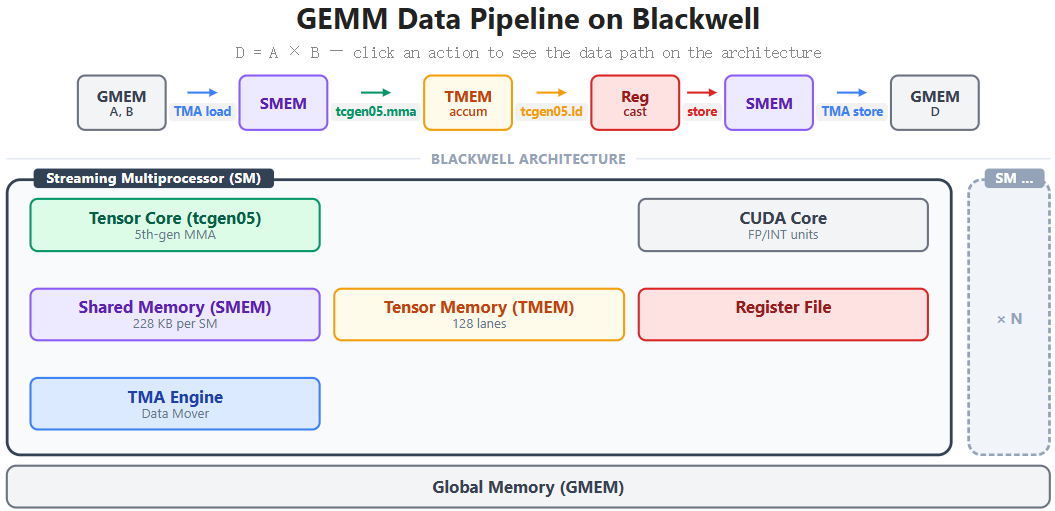 GEMM Data Pipeline on Blackwell
D = A × B — click an action to see the data path on the architecture
GMEM
A, B
TMA load
SMEM
tcgen05.mma
TMEM
accum
tcgen05.ld
Reg
cast
store
SMEM
TMA store
GMEM
D
BLACKWELL ARCHITECTURE
Streaming Multiprocessor (SM)
SM ...
Tensor Core (tcgen05)
5th-gen MMA
CUDA Core
FP/INT units
Shared Memory (SMEM)
228 KB per SM
Tensor Memory (TMEM)
128 lanes
Register File
× N
TMA Engine
Data Mover
Global Memory (GMEM)